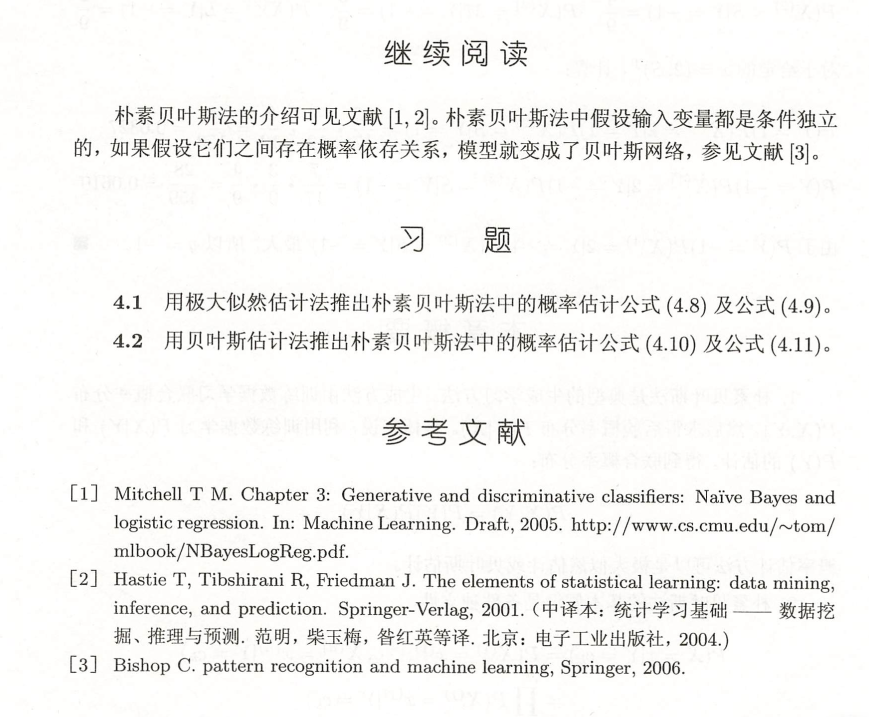 继续阅读
朴素贝叶斯法的介绍可见文献 [1, 2]。朴素贝叶斯法中假设输入变量都是条件独立
的，如果假设它们之间存在概率依存关系，模型就变成了贝叶斯网络，参见文献 [3]。
习 题
4.1 用极大似然估计法推出朴素贝叶斯法中的概率估计公式 (4.8) 及公式 (4.9)。
4.2 用贝叶斯估计法推出朴素贝叶斯法中的概率估计公式 (4.10) 及公式 (4.11)。
参考文献
[1] Mitchell T M. Chapter 3: Generative and discriminative classifiers: Naïve Bayes and
logistic regression. In: Machine Learning. Draft, 2005. http://www.cs.cmu.edu/~tom/
mlbook/NBayesLogReg.pdf.
[2] Hastie T, Tibshirani R, Friedman J. The elements of statistical learning: data mining,
inference, and prediction. Springer-Verlag, 2001.（中译本：统计学习基础 —— 数据挖
掘、推理与预测. 范明，柴玉梅，昝红英等译. 北京：电子工业出版社，2004.）
[3] Bishop C. pattern recognition and machine learning, Springer, 2006.